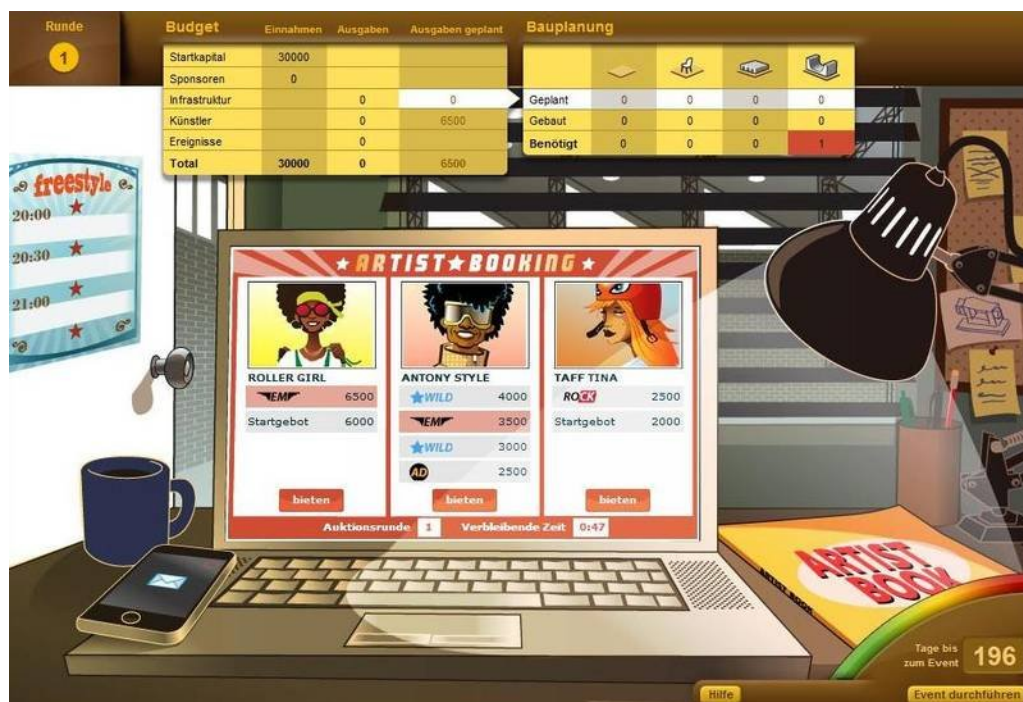 Runde
1
Budget Einnahmen Ausgaben Ausgaben geplant
Startkapital 30000
Sponsoren 0
Infrastruktur 0 0
Künstler 0 6500
Ereignisse 0
Total 30000 0 6500
Bauplanung
Geplant 0 0 0 0
Gebaut 0 0 0 0
Benötigt 0 0 0 1
freestyle
20:00
20:30
21:00
ARTIST★BOOKING
ROLLER GIRL
EM 6500
Startgebot 6000
bieten
ANTONY STYLE
WILD 4000
EM 3500
WILD 3000
AD 2500
bieten
TAFF TINA
ROCK 2500
Startgebot 2000
bieten
Auktionsrunde 1 Verbleibende Zeit 0:47
ARTIST
BOOK
ARTIST BOOK
Tage bis
zum Event 196
Hilfe Event durchführen